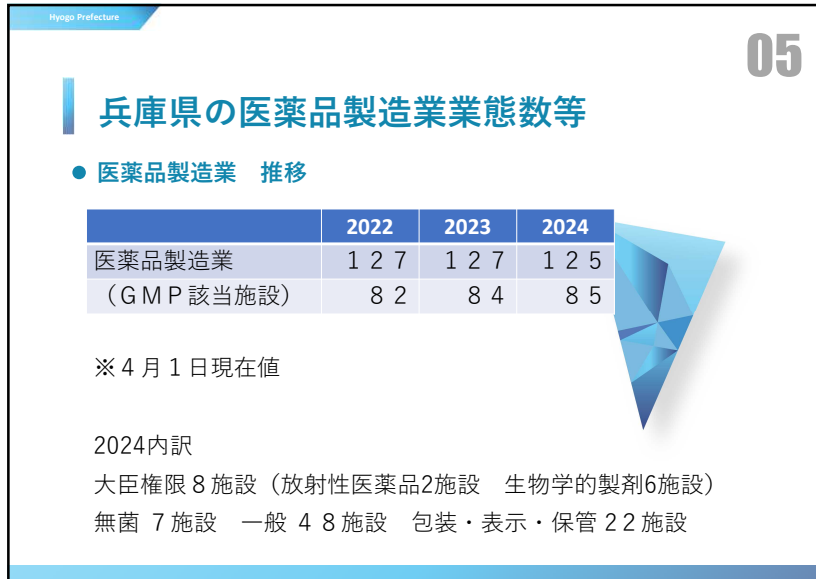 Hyogo Prefecture
05
兵庫県の医薬品製造業業態数等
● 医薬品製造業　推移
2022 2023 2024
医薬品製造業 １２７ １２７ １２５
（ＧＭＰ該当施設） ８２ ８４ ８５
※４月１日現在値
2024内訳
大臣権限８施設（放射性医薬品2施設　生物学的製剤6施設）
無菌 ７施設　一般 ４８施設　包装・表示・保管２２施設